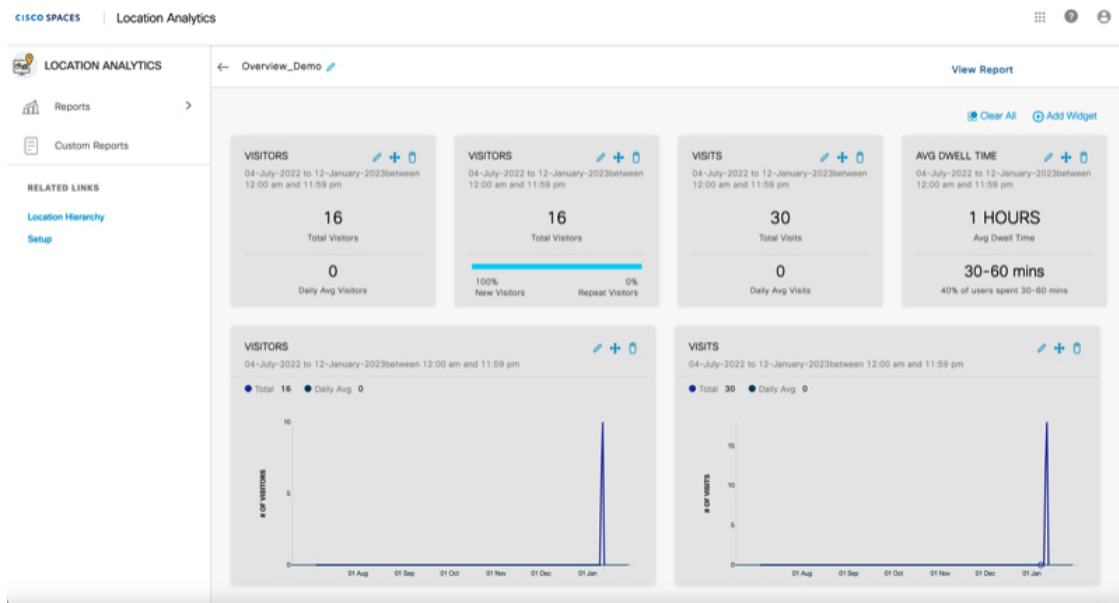 CISCO SPACES
Location Analytics
LOCATION ANALYTICS
Reports
Custom Reports
RELATED LINKS
Location Hierarchy
Setup
Overview_Demo
View Report
Clear All
Add Widget
VISITORS
04-July-2022 to 12-January-2023between
12:00 am and 11:59 pm
16
Total Visitors
0
Daily Avg Visitors
VISITORS
04-July-2022 to 12-January-2023between
12:00 am and 11:59 pm
16
Total Visitors
100% 0%
New Visitors Repeat Visitors
VISITS
04-July-2022 to 12-January-2023between
12:00 am and 11:59 pm
30
Total Visits
0
Daily Avg Visits
AVG DWELL TIME
04-July-2022 to 12-January-2023between
12:00 am and 11:59 pm
1 HOURS
Avg Dwell Time
30-60 mins
40% of users spent 30-60 mins
VISITORS
04-July-2022 to 12-January-2023between 12:00 am and 11:59 pm
Total 16 Daily Avg 0
# OF VISITORS
10
5
0
01 Aug 01 Sep 01 Oct 01 Nov 01 Dec 01 Jan
VISITS
04-July-2022 to 12-January-2023between 12:00 am and 11:59 pm
Total 30 Daily Avg 0
# OF VISITS
15
10
5
0
01 Aug 01 Sep 01 Oct 01 Nov 01 Dec 01 Jan